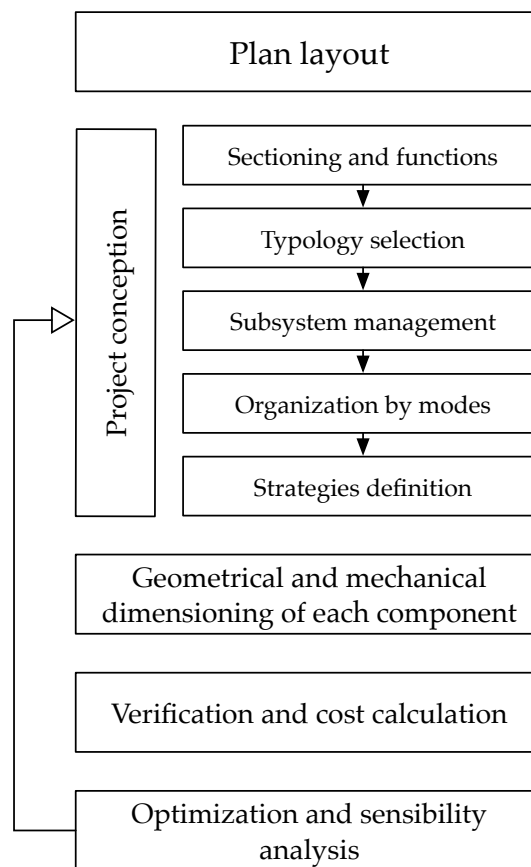 Plan layout
Project conception
Sectioning and functions
Typology selection
Subsystem management
Organization by modes
Strategies definition
Geometrical and mechanical
dimensioning of each component
Verification and cost calculation
Optimization and sensibility
analysis